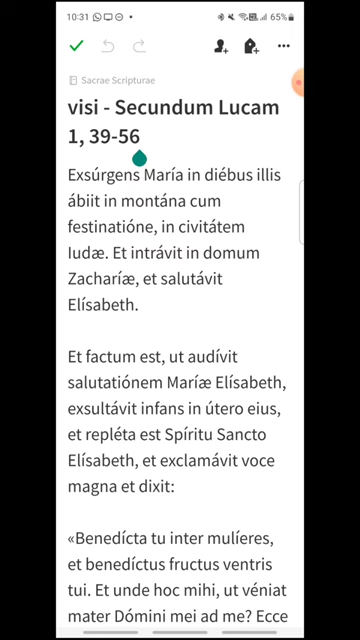 10:31
65%
Sacrae Scripturae
visi - Secundum Lucam
1, 39-56
Exsúrgens María in diébus illis
ábiit in montána cum
festinatióne, in civitátem
Iudæ. Et intrávit in domum
Zacharíæ, et salutávit
Elísabeth.
Et factum est, ut audívit
salutatiónem Maríæ Elísabeth,
exsultávit infans in útero eius,
et repléta est Spíritu Sancto
Elísabeth, et exclamávit voce
magna et dixit:
«Benedícta tu inter mulíeres,
et benedíctus fructus ventris
tui. Et unde hoc mihi, ut véniat
mater Dómini mei ad me? Ecce